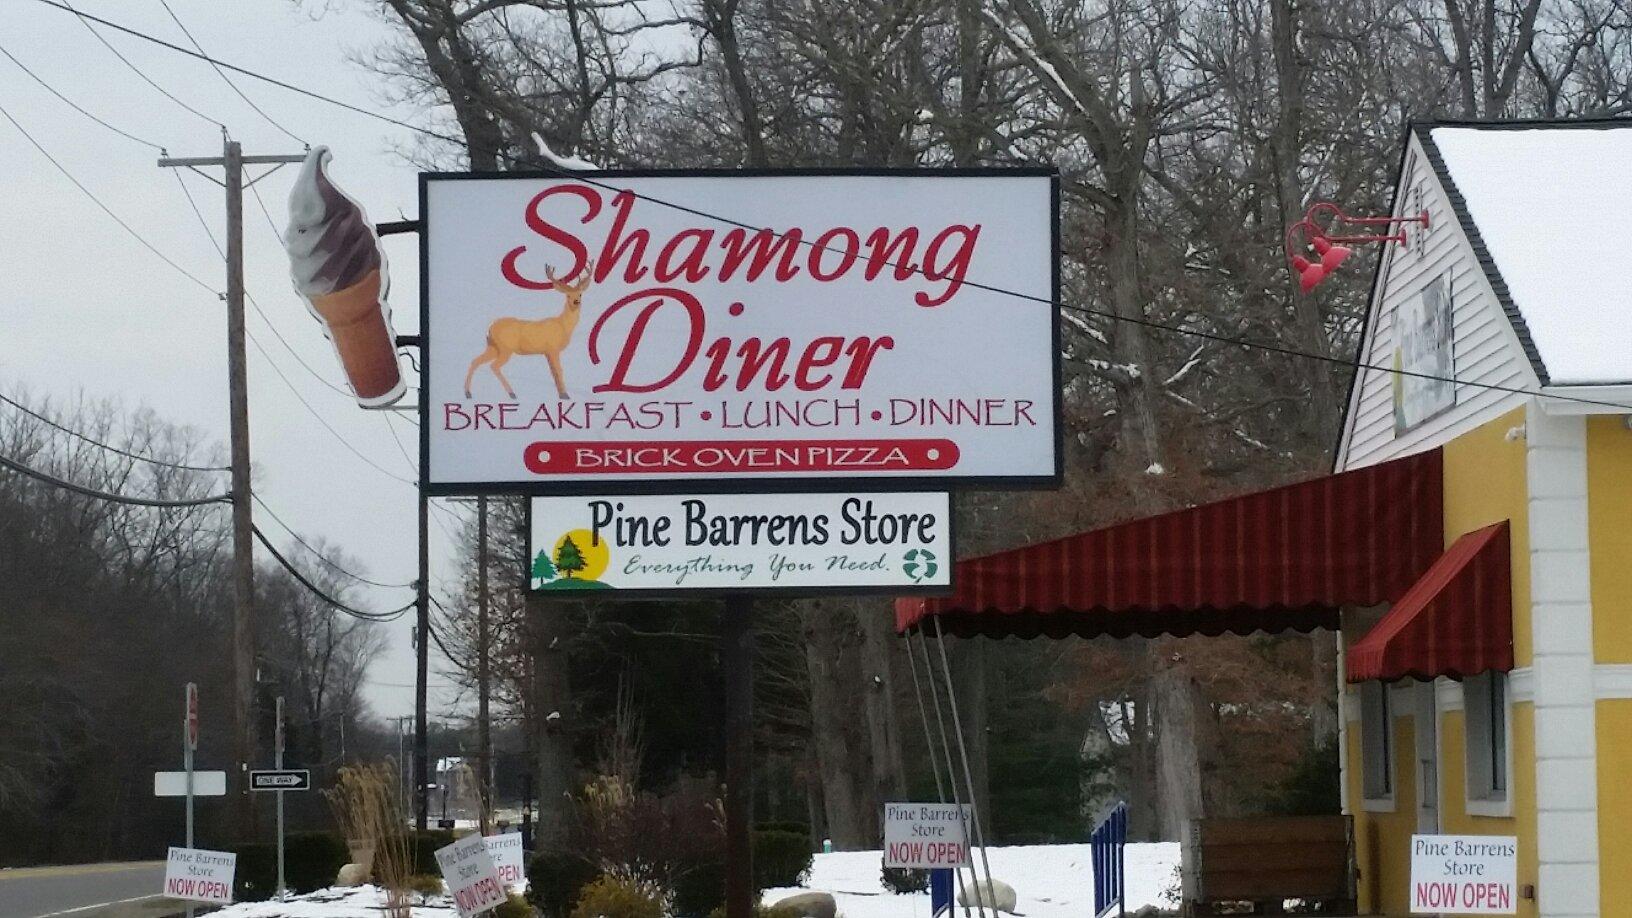 Shamong
Diner
BREAKFAST • LUNCH • DINNER
• BRICK OVEN PIZZA •
Pine Barrens Store
Everything You Need.
ONE WAY
Pine Barrens
Store
NOW OPEN
Pine Barrens
Store
NOW OPEN
Pine Barrens
Store
NOW OPEN
Pine Barrens
Store
NOW OPEN